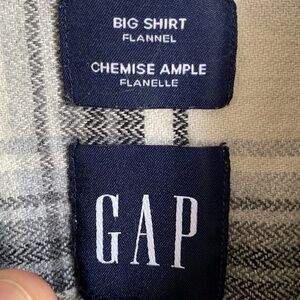 BIG SHIRT
FLANNEL
CHEMISE AMPLE
FLANELLE
GAP